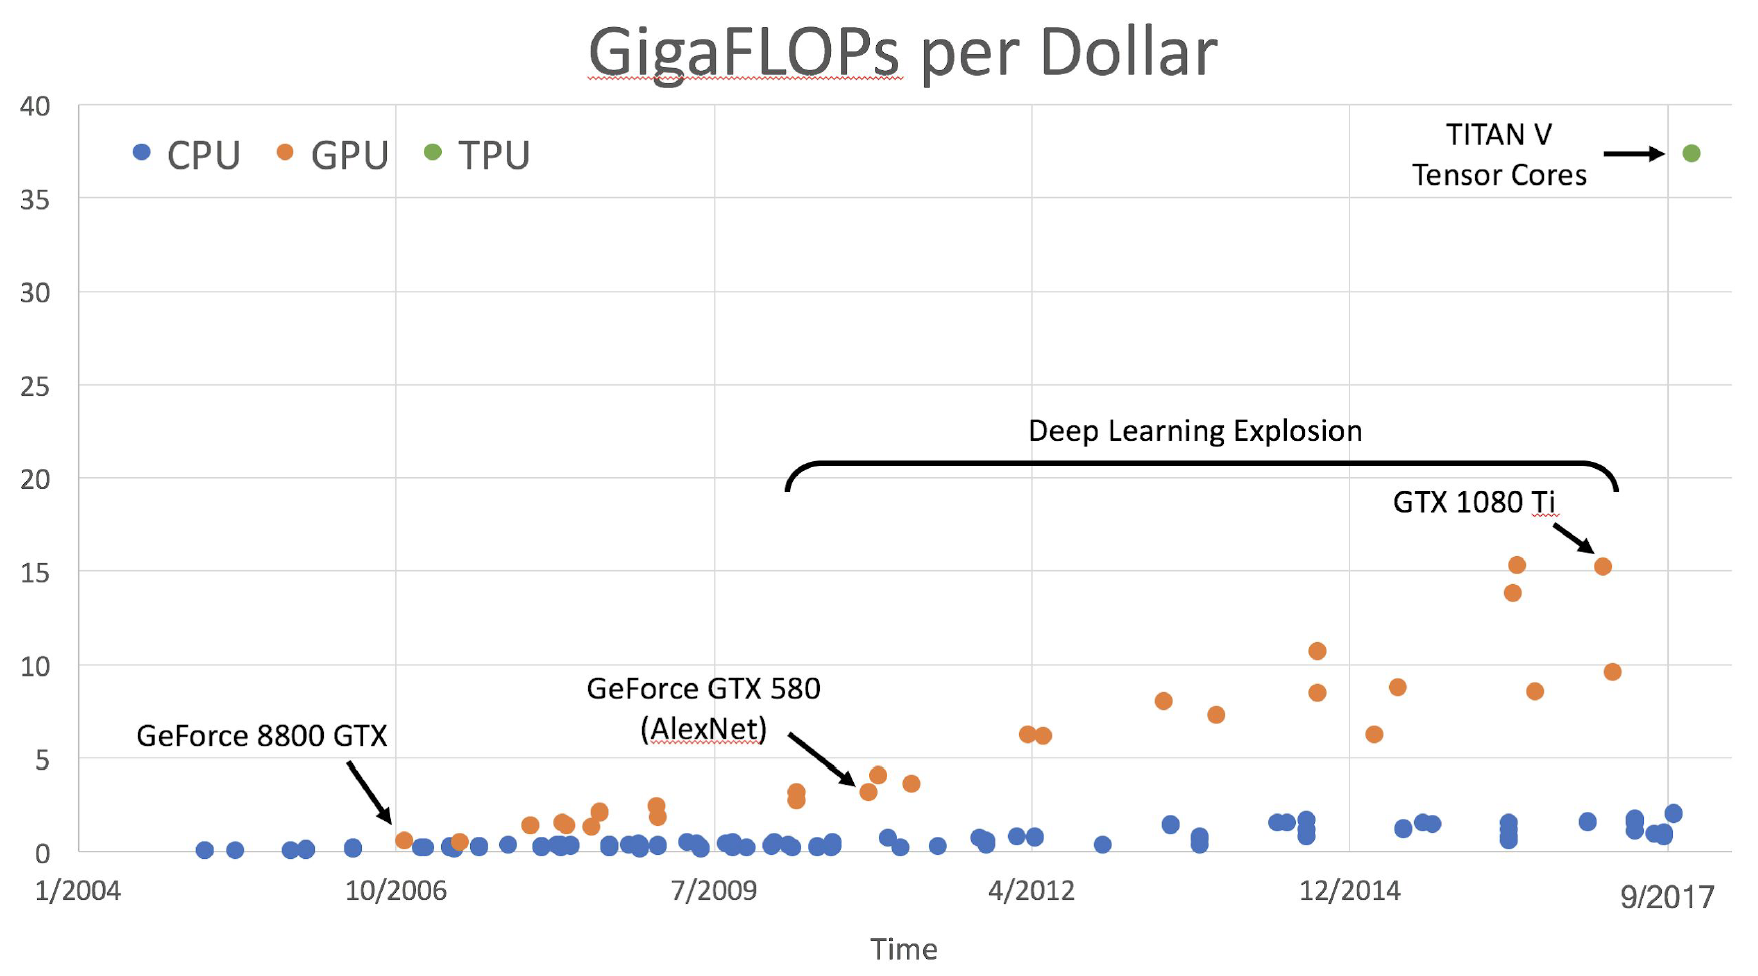 GigaFLOPs per Dollar
40
35
30
25
20
15
10
5
0
CPU GPU TPU
TITAN V
Tensor Cores
Deep Learning Explosion
GTX 1080 Ti
GeForce GTX 580
(AlexNet)
GeForce 8800 GTX
1/2004 10/2006 7/2009 4/2012 12/2014 9/2017
Time